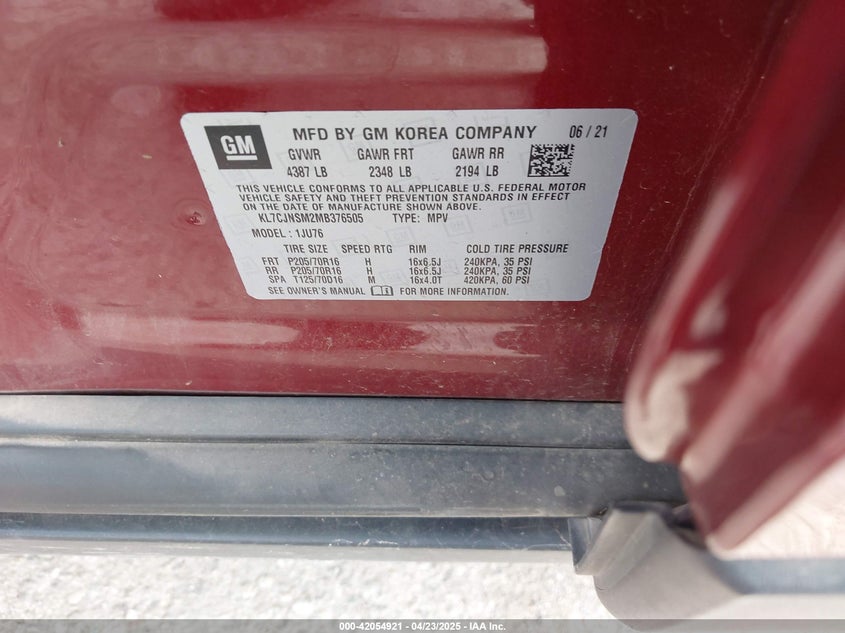 GM MFD BY GM KOREA COMPANY 06 / 21
GVWR GAWR FRT GAWR RR
4387 LB 2348 LB 2194 LB
THIS VEHICLE CONFORMS TO ALL APPLICABLE U.S. FEDERAL MOTOR
VEHICLE SAFETY AND THEFT PREVENTION STANDARDS IN EFFECT
ON THE DATE OF MANUFACTURE SHOWN ABOVE.
KL7CJNSM2MB376505 TYPE: MPV
MODEL: 1JU76
TIRE SIZE SPEED RTG RIM COLD TIRE PRESSURE
FRT P205/70R16 H 16x6.5J 240KPA, 35 PSI
RR P205/70R16 H 16x6.5J 240KPA, 35 PSI
SPA T125/70D16 M 16x4.0T 420KPA, 60 PSI
SEE OWNER'S MANUAL FOR MORE INFORMATION.
000-42054921 - 04/23/2025 - IAA Inc.